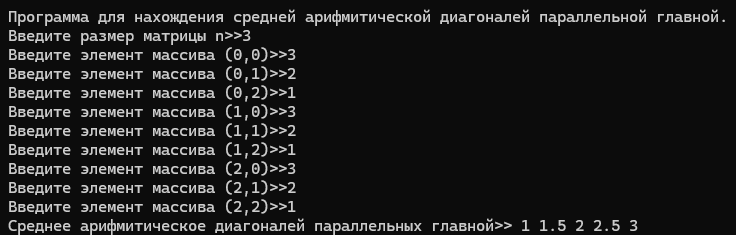 Программа для нахождения средней арифмитической диагоналей параллельной главной.
Введите размер матрицы n>>3
Введите элемент массива (0,0)>>3
Введите элемент массива (0,1)>>2
Введите элемент массива (0,2)>>1
Введите элемент массива (1,0)>>3
Введите элемент массива (1,1)>>2
Введите элемент массива (1,2)>>1
Введите элемент массива (2,0)>>3
Введите элемент массива (2,1)>>2
Введите элемент массива (2,2)>>1
Среднее арифмитическое диагоналей параллельных главной>> 1 1.5 2 2.5 3